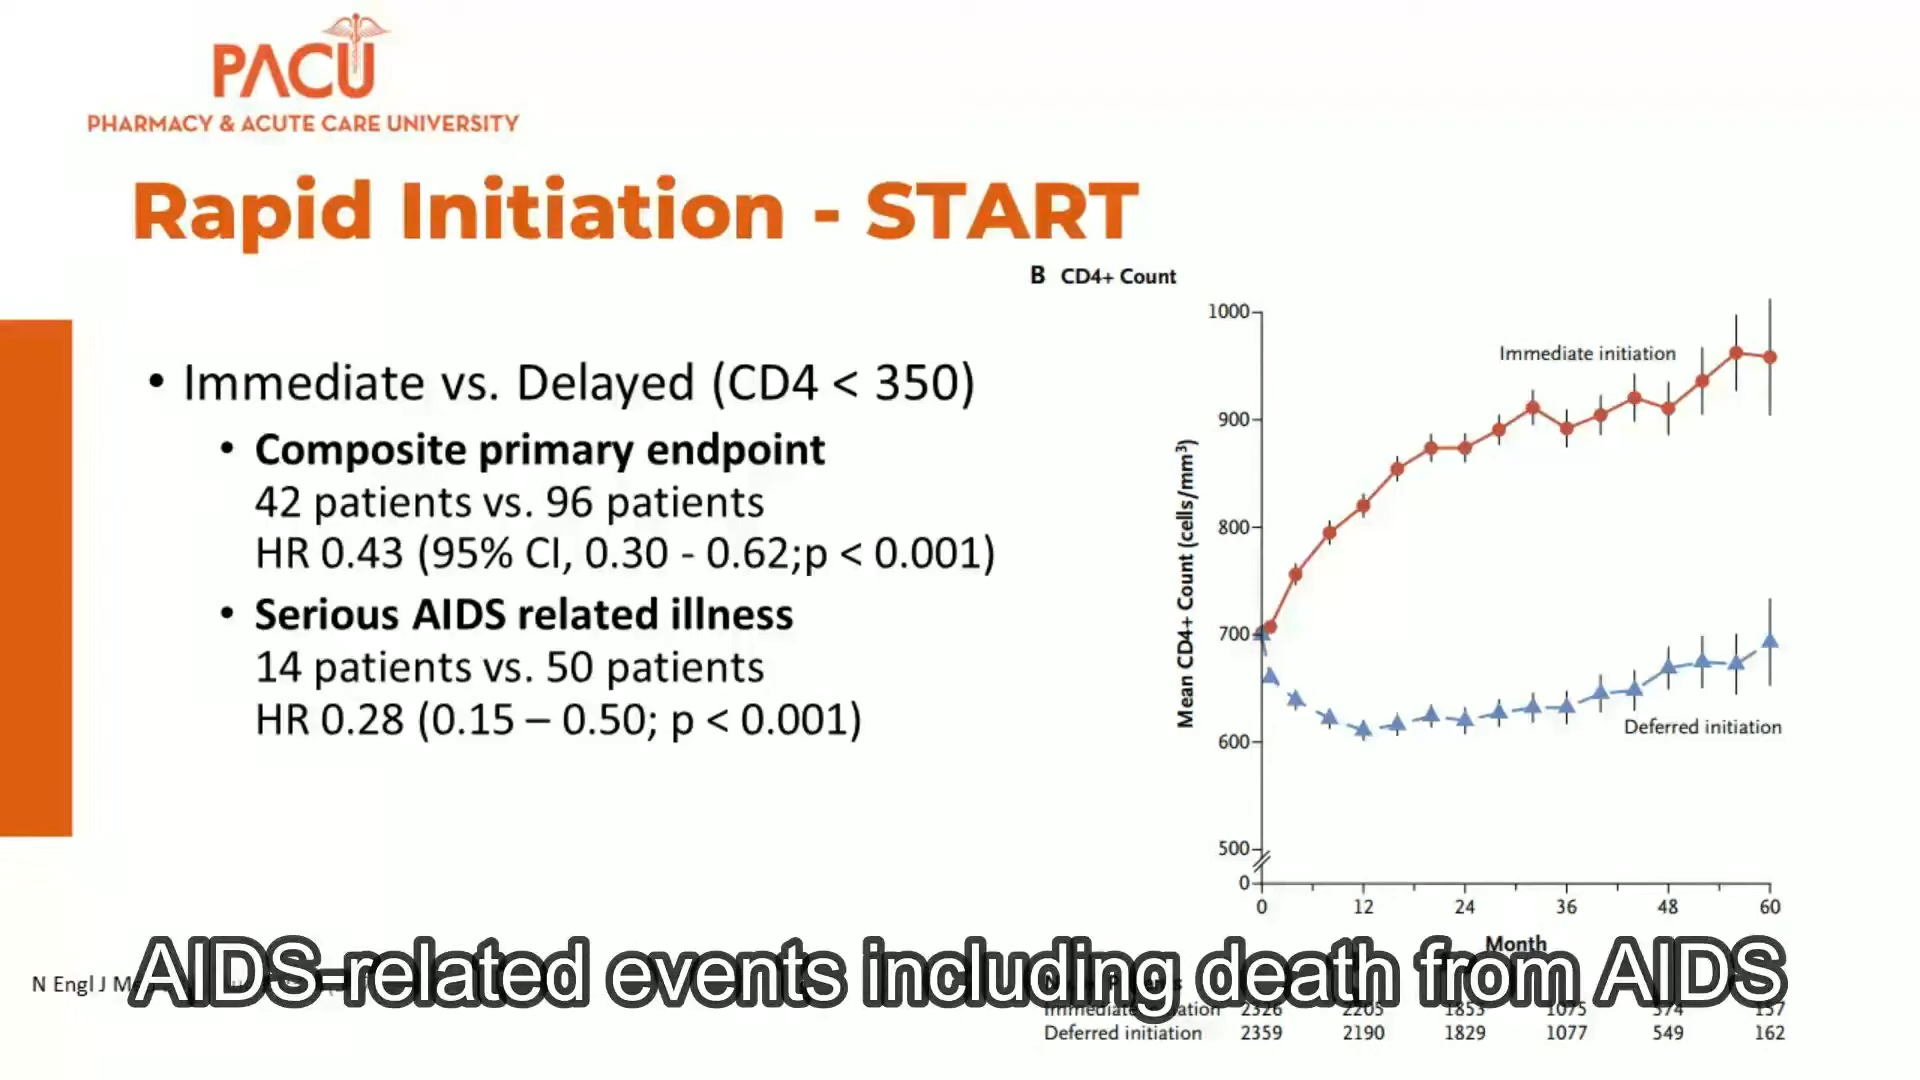 PACU
PHARMACY & ACUTE CARE UNIVERSITY
Rapid Initiation - START
• Immediate vs. Delayed (CD4 < 350)
• Composite primary endpoint
42 patients vs. 96 patients
HR 0.43 (95% CI, 0.30 - 0.62;p < 0.001)
• Serious AIDS related illness
14 patients vs. 50 patients
HR 0.28 (0.15 – 0.50; p < 0.001)
B CD4+ Count
Mean CD4+ Count (cells/mm³)
1000
900
800
700
600
500
0
Immediate initiation
Deferred initiation
0 12 24 36 48 60
Month
N Engl J
AIDS-related events including death from AIDS
Immediate 2326 2205 1853 1075 574 157
Deferred initiation 2359 2190 1829 1077 549 162